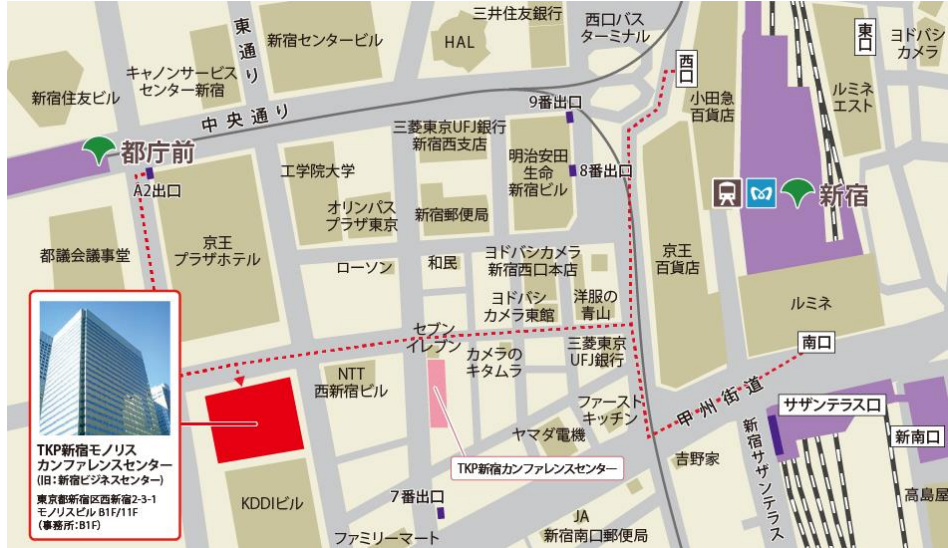 三井住友銀行
西口バス
ターミナル
東通り
新宿センタービル
HAL
東口
ヨドバシ
カメラ
キャノンサービス
センター新宿
西口
新宿住友ビル
中央通り
9番出口
小田急
百貨店
ルミネ
エスト
都庁前
三菱東京UFJ銀行
新宿西支店
明治安田
生命
新宿ビル
8番出口
A2出口
工学院大学
新宿
オリンパス
プラザ東京
新宿郵便局
都議会議事堂
京王
プラザホテル
ローソン
和民
ヨドバシカメラ
新宿西口本店
京王
百貨店
ヨドバシ
カメラ東館
洋服の
青山
ルミネ
セブン
イレブン
カメラの
キタムラ
三菱東京
UFJ銀行
南口
NTT
西新宿ビル
甲州街道
ファースト
キッチン
サザンテラス口
新南口
ヤマダ電機
TKP新宿モノリス
カンファレンスセンター
(旧:新宿ビジネスセンター)
東京都新宿区西新宿2-3-1
モノリスビル B1F/11F
(事務所:B1F)
TKP新宿カンファレンスセンター
吉野家
新宿サザンテラス
KDDIビル
7番出口
高島屋
ファミリーマート
JA
新宿南口郵便局